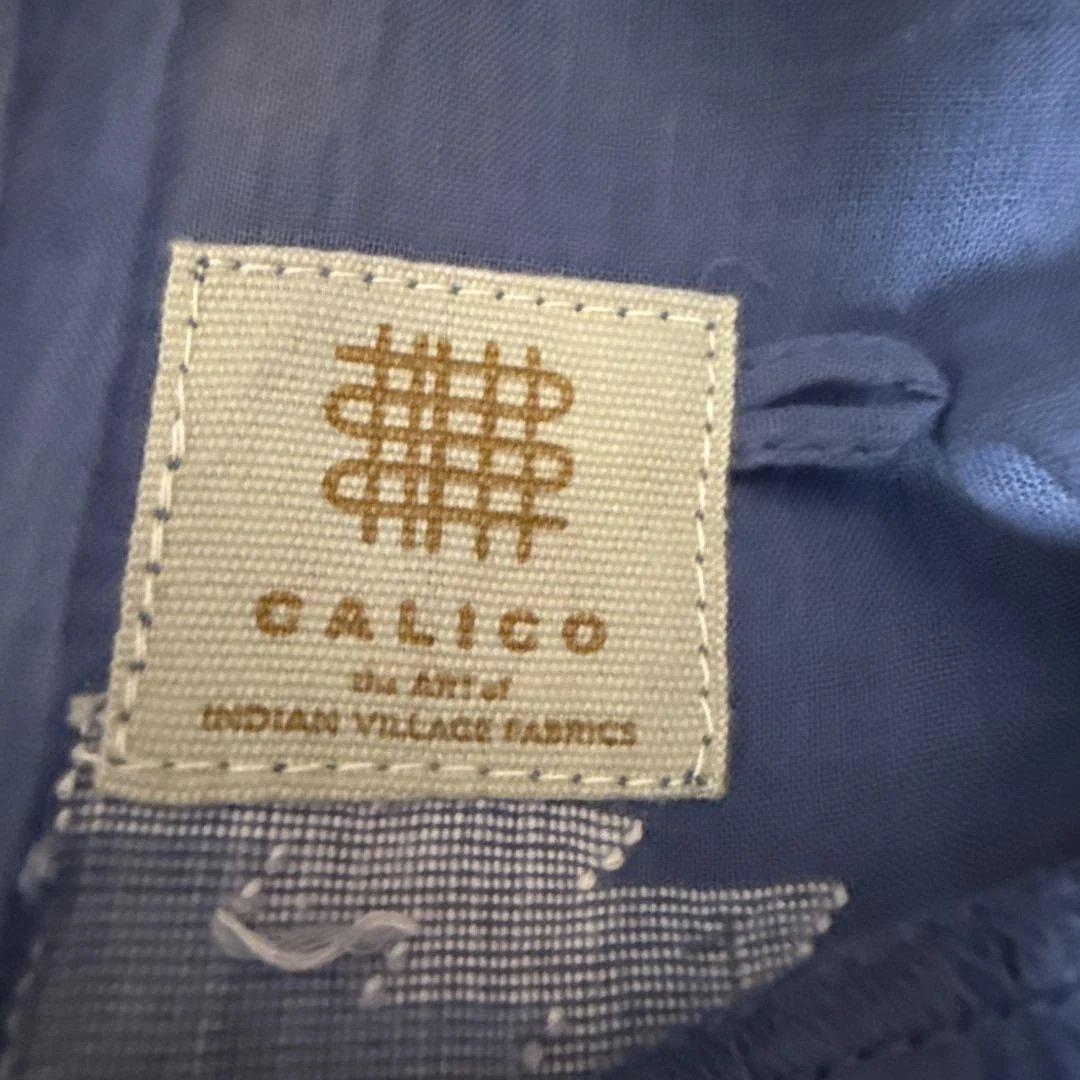 CALICO
the ART of
INDIAN VILLAGE FABRICS